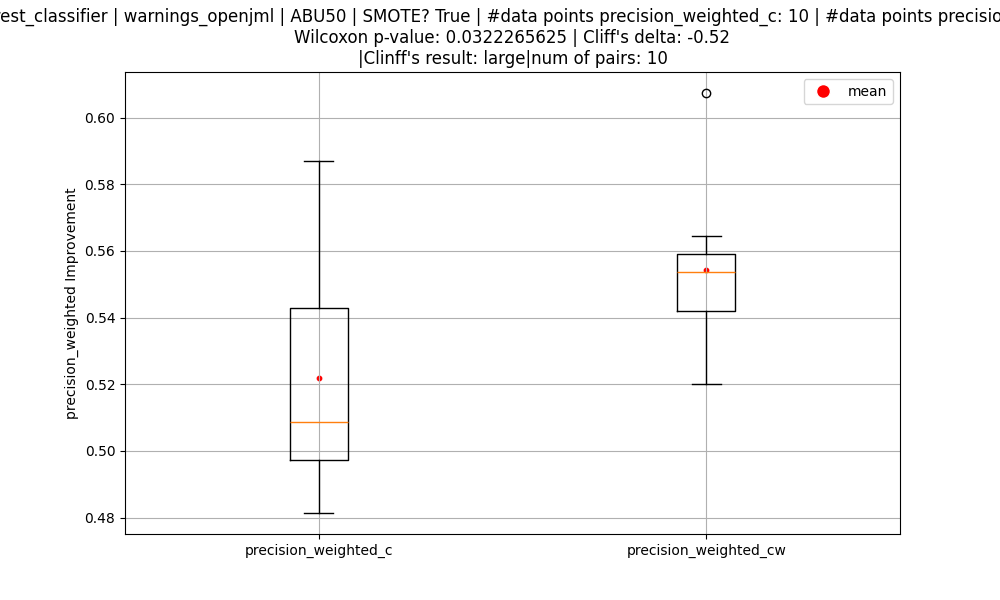 est_classifier | warnings_openjml | ABU50 | SMOTE? True | #data points precision_weighted_c: 10 | #data points precisio
Wilcoxon p-value: 0.0322265625 | Cliff's delta: -0.52
|Clinff's result: large|num of pairs: 10
mean
0.60
0.58
0.56
0.54
0.52
0.50
0.48
precision_weighted Improvement
precision_weighted_c
precision_weighted_cw